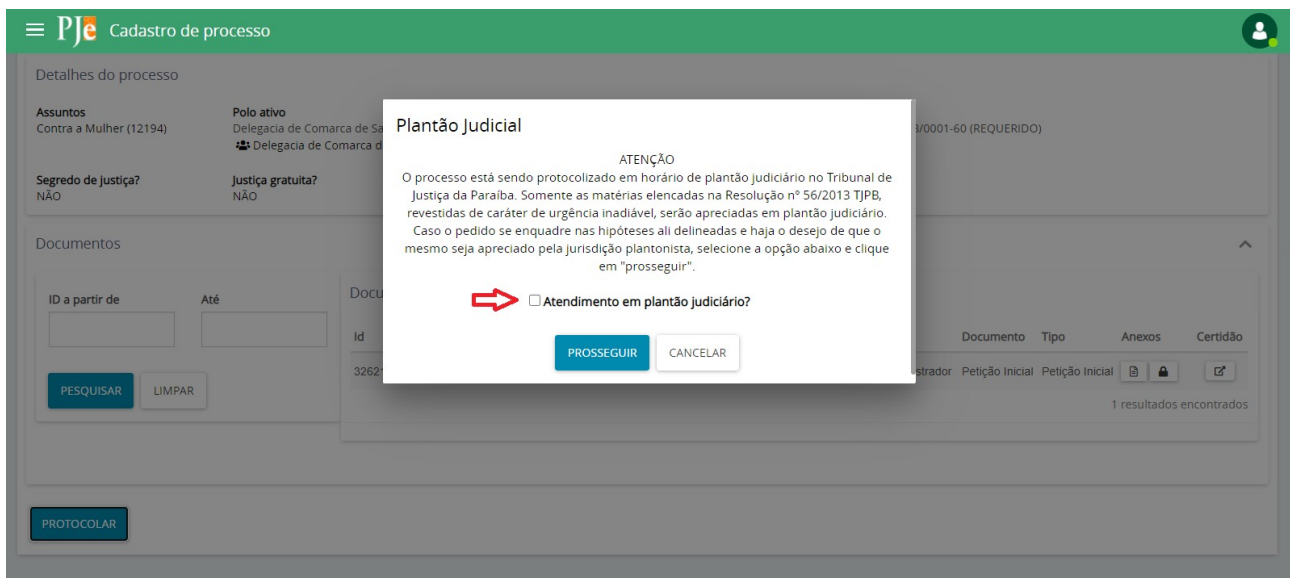 PJe Cadastro de processo
Detalhes do processo
Assuntos
Contra a Mulher (12194)
Polo ativo
Delegacia de Comarca de Sa
Delegacia de Comarca d
/0001-60 (REQUERIDO)
Segredo de justiça?
NÃO
Justiça gratuita?
NÃO
Plantão Judicial
ATENÇÃO
O processo está sendo protocolizado em horário de plantão judiciário no Tribunal de
Justiça da Paraíba. Somente as matérias elencadas na Resolução nº 56/2013 TJPB,
revestidas de caráter de urgência inadiável, serão apreciadas em plantão judiciário.
Caso o pedido se enquadre nas hipóteses ali delineadas e haja o desejo de que o
mesmo seja apreciado pela jurisdição plantonista, selecione a opção abaixo e clique
em "prosseguir".
Atendimento em plantão judiciário?
PROSSEGUIR CANCELAR
Documentos
ID a partir de Até
PESQUISAR LIMPAR
Docu
Id Documento Tipo Anexos Certidão
3262 strador Petição Inicial Petição Inicial
1 resultados encontrados
PROTOCOLAR